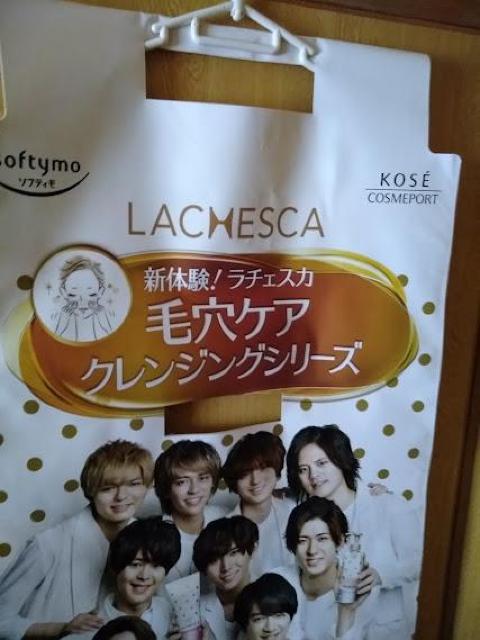 softymo
ソフティモ
KOSÉ
COSMEPORT
LACHESCA
新体験!ラチェスカ
毛穴ケア
クレンジングシリーズ